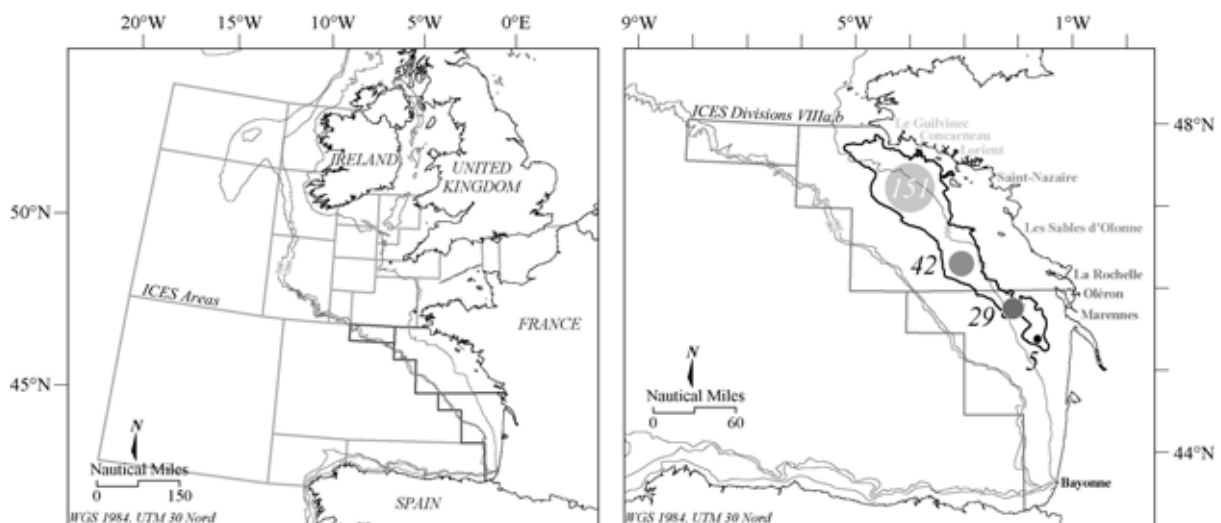 20°W 15°W 10°W 5°W 0°E
IRELAND
UNITED
KINGDOM
50°N
ICES Areas
FRANCE
45°N
N
Nautical Miles
0 150
SPAIN
WGS 1984, UTM 30 Nord
9°W 5°W 1°W
ICES Divisions VIIIa,b
48°N
Le Guilvinec
Concarneau
Lorient
151
Saint-Nazaire
Les Sables d'Olonne
42
La Rochelle
Oléron
29
Marennes
5
N
Nautical Miles
0 60
44°N
Bayonne
WGS 1984, UTM 30 Nord